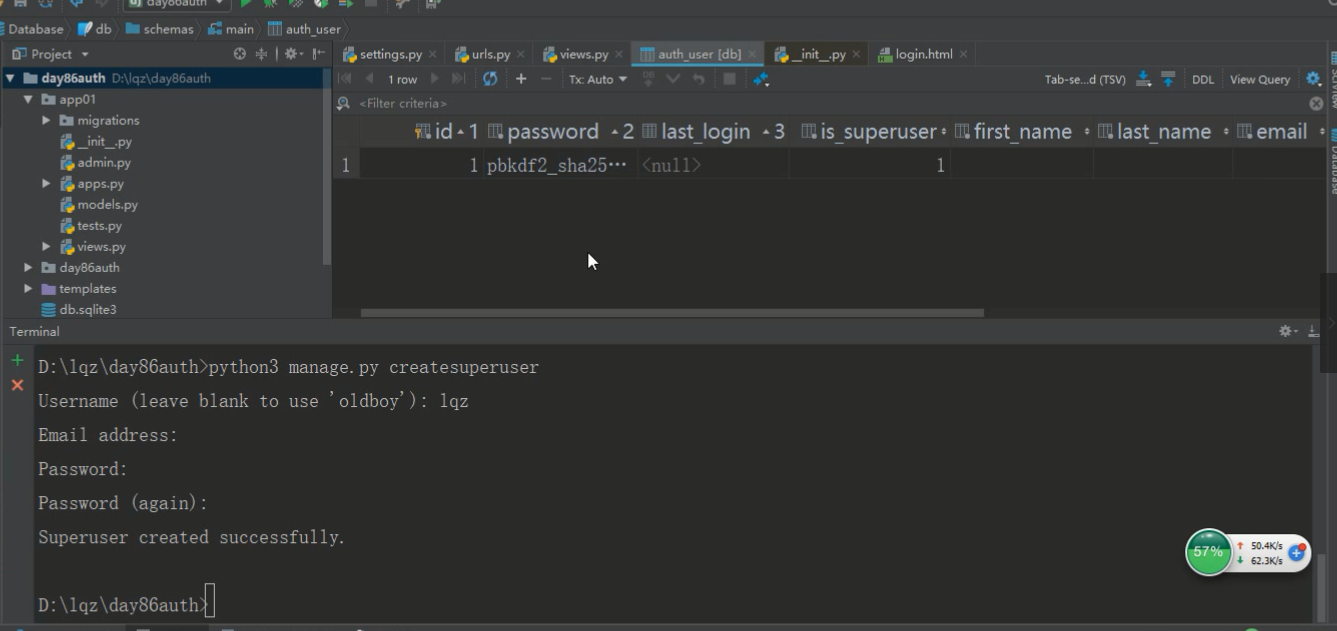 day86auth
Database db schemas main auth_user
Project settings.py urls.py views.py auth_user [db] __init__.py login.html
day86auth D:\lqz\day86auth
1 row Tx: Auto DB Tab-se...d (TSV) DDL View Query
app01
<Filter criteria>
migrations
id 1 password 2 last_login 3 is_superuser first_name last_name email
__init__.py
1 1 pbkdf2_sha25··· <null> 1
admin.py
apps.py
models.py
tests.py
views.py
day86auth
templates
db.sqlite3
Database
Terminal
D:\lqz\day86auth>python3 manage.py createsuperuser
Username (leave blank to use 'oldboy'): lqz
Email address:
Password:
Password (again):
Superuser created successfully.
57% 50.4K/s
62.3K/s
D:\lqz\day86auth>